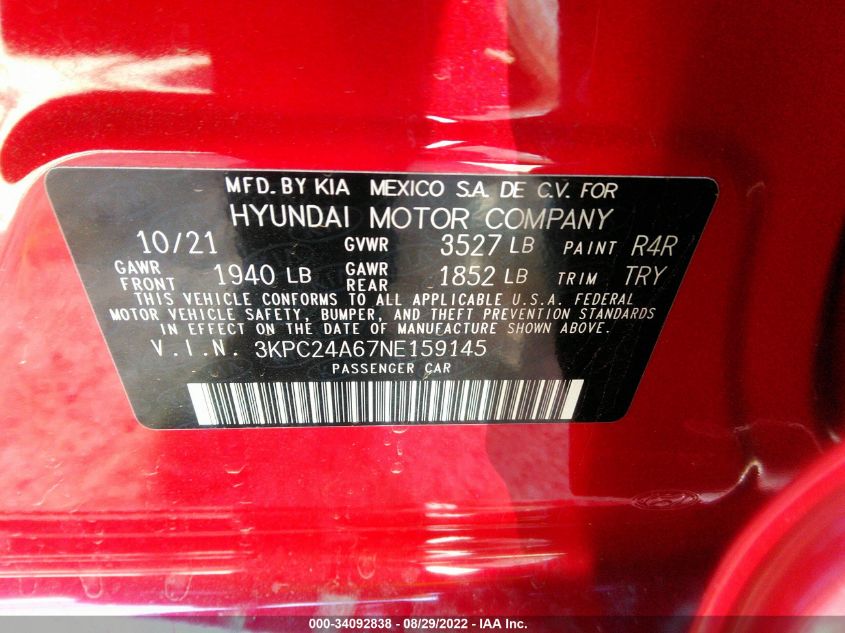 MFD. BY KIA MEXICO S.A. DE C.V. FOR
HYUNDAI MOTOR COMPANY
10/21 GVWR 3527 LB PAINT R4R
GAWR FRONT 1940 LB GAWR REAR 1852 LB TRIM TRY
THIS VEHICLE CONFORMS TO ALL APPLICABLE U.S.A. FEDERAL
MOTOR VEHICLE SAFETY, BUMPER, AND THEFT PREVENTION STANDARDS
IN EFFECT ON THE DATE OF MANUFACTURE SHOWN ABOVE.
V.I.N. 3KPC24A67NE159145
PASSENGER CAR
000-34092838 - 08/29/2022 - IAA Inc.